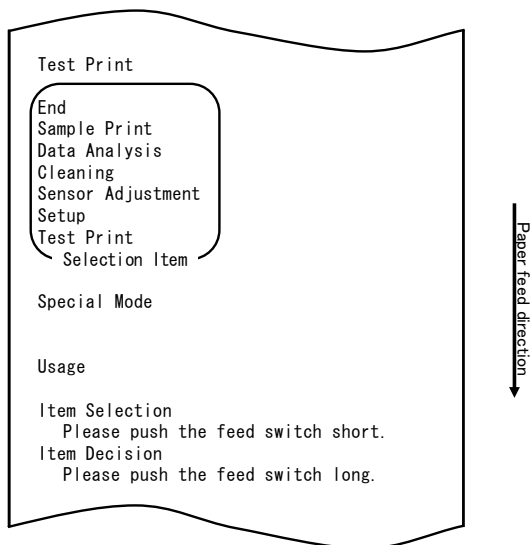 Test Print
End
Sample Print
Data Analysis
Cleaning
Sensor Adjustment
Setup
Test Print
Selection Item
Special Mode
Usage
Item Selection
Please push the feed switch short.
Item Decision
Please push the feed switch long.
Paper feed direction